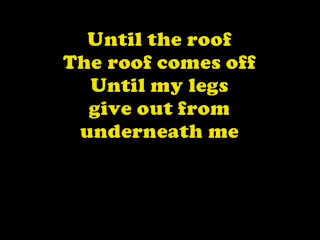 Until the roof
The roof comes off
Until my legs
give out from
underneath me